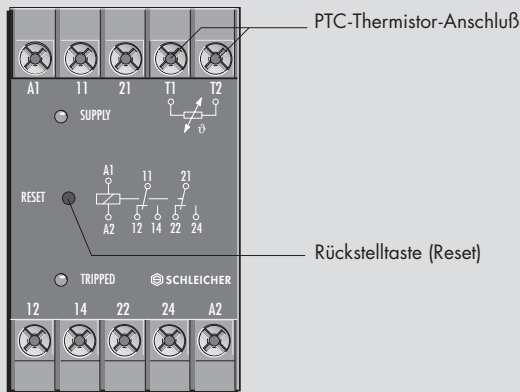 PTC-Thermistor-Anschluß
A1 11 21 T1 T2
SUPPLY
ϑ
A1
11 21
RESET
A2 12 14 22 24
Rückstelltaste (Reset)
TRIPPED SCHLEICHER
12 14 22 24 A2